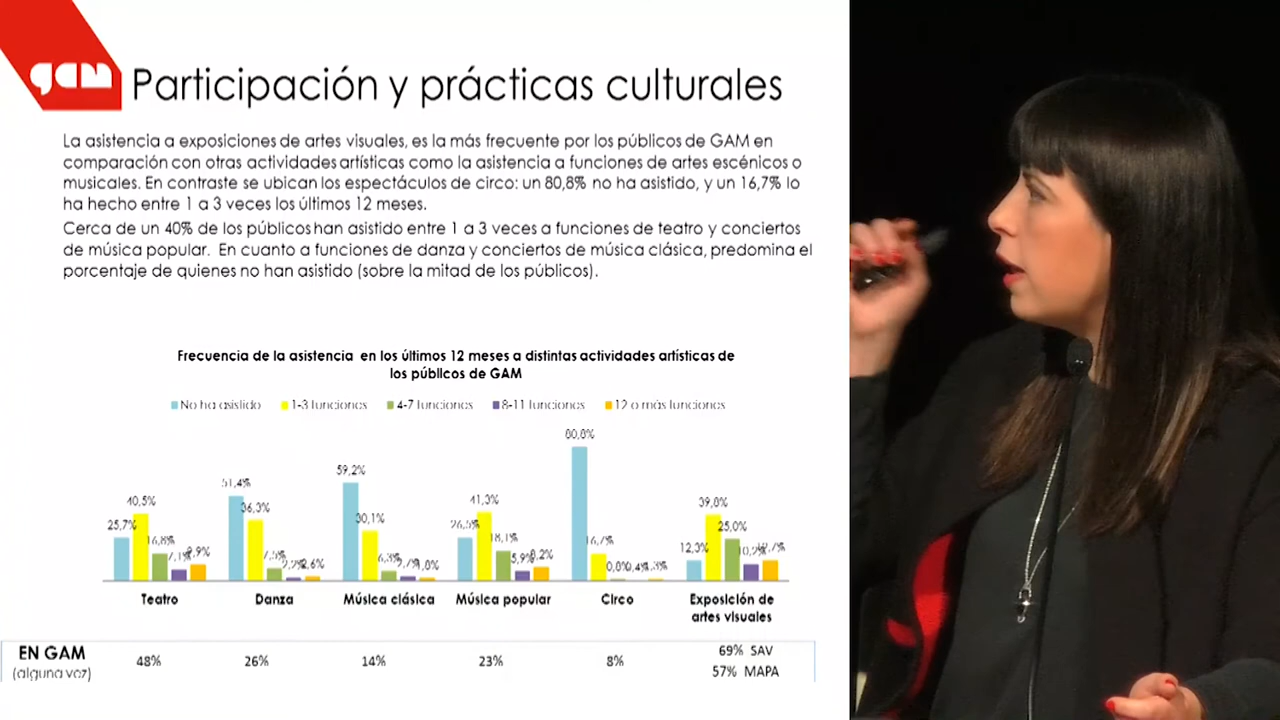 gam
Participación y prácticas culturales
La asistencia a exposiciones de artes visuales, es la más frecuente por los públicos de GAM en
comparación con otras actividades artísticas como la asistencia a funciones de artes escénicos o
musicales. En contraste se ubican los espectáculos de circo: un 80,8% no ha asistido, y un 16,7% lo
ha hecho entre 1 a 3 veces los últimos 12 meses.
Cerca de un 40% de los públicos han asistido entre 1 a 3 veces a funciones de teatro y conciertos
de música popular. En cuanto a funciones de danza y conciertos de música clásica, predomina el
porcentaje de quienes no han asistido (sobre la mitad de los públicos).
Frecuencia de la asistencia en los últimos 12 meses a distintas actividades artísticas de
los públicos de GAM
No ha asistido 1-3 funciones 4-7 funciones 8-11 funciones 12 o más funciones
25,7% 40,5% 16,8% 7,1%
51,4% 36,3%
59,2% 30,1%
26,5% 41,3% 18,1% 5,9% 8,2%
80,8% 16,7%
12,3% 39,8% 25,0%
Teatro Danza Música clásica Música popular Circo Exposición de
artes visuales
EN GAM
(alguna vez)
48% 26% 14% 23% 8%
69% SAV
57% MAPA